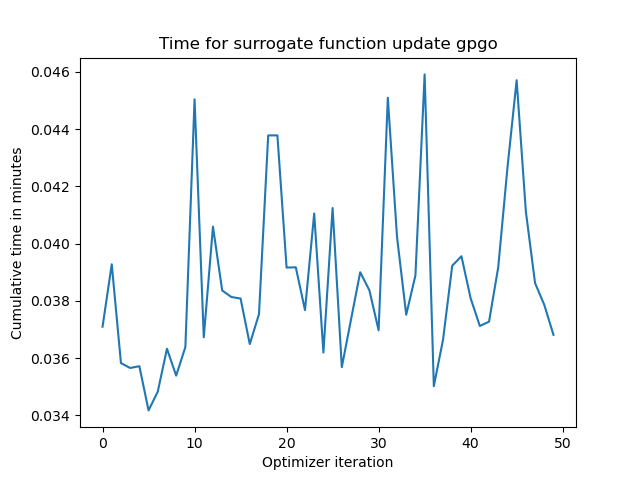 Time for surrogate function update gpgo
Cumulative time in minutes
0.046
0.044
0.042
0.040
0.038
0.036
0.034
0 10 20 30 40 50
Optimizer iteration